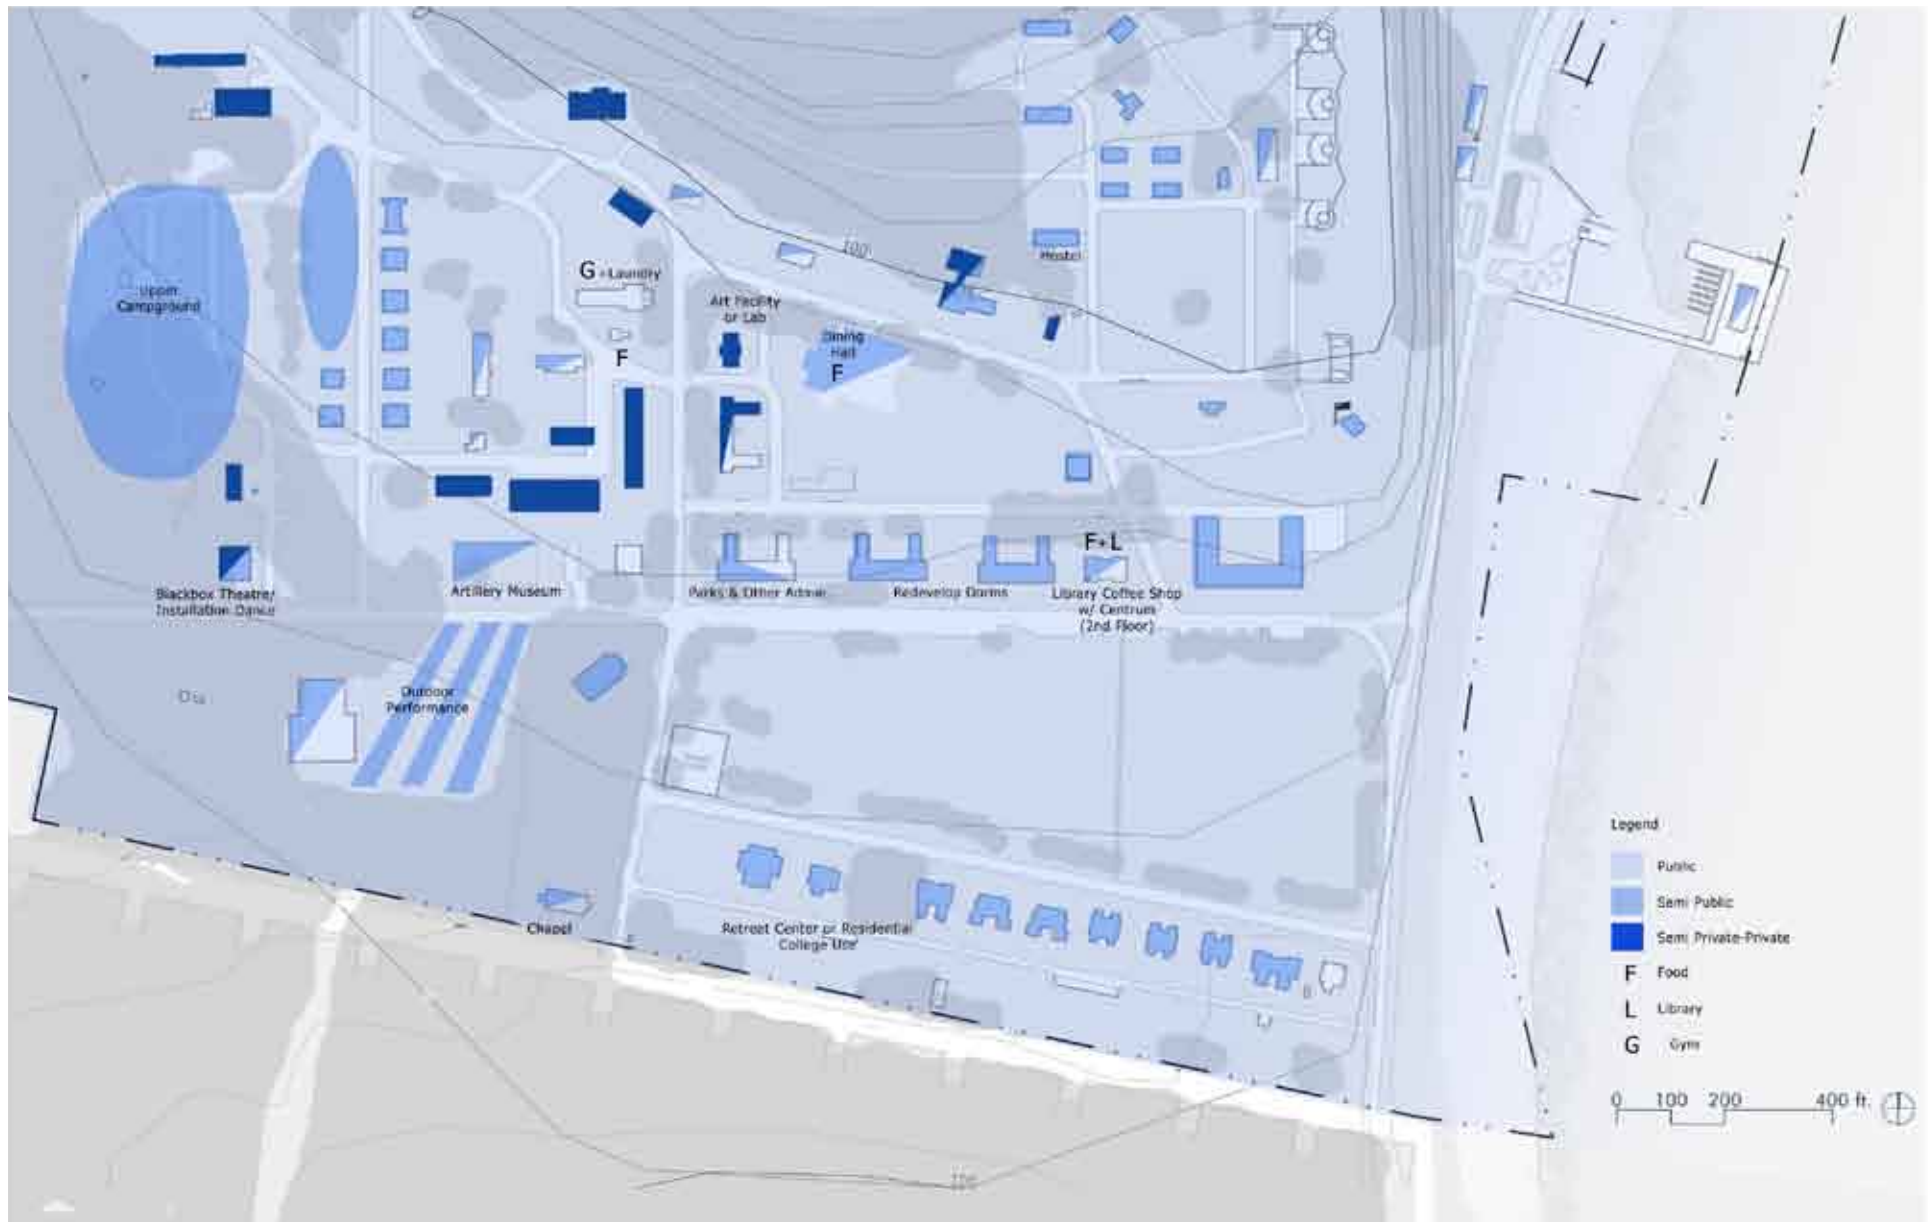 100
Hostel
G +Laundry
Upper
Campground
Art Facility
or Lab
Dining
Hall
F
F
F+L
Blackbox Theatre/
Installation Dance
Artillery Museum
Parks & Other Admin
Redevelop Dorms
Library Coffee Shop
w/ Centrum
(2nd Floor)
Outdoor
Performance
Chapel
Retreat Center or Residential
College Use
Legend
Public
Semi Public
Semi Private-Private
F Food
L Library
G Gym
0 100 200 400 ft.